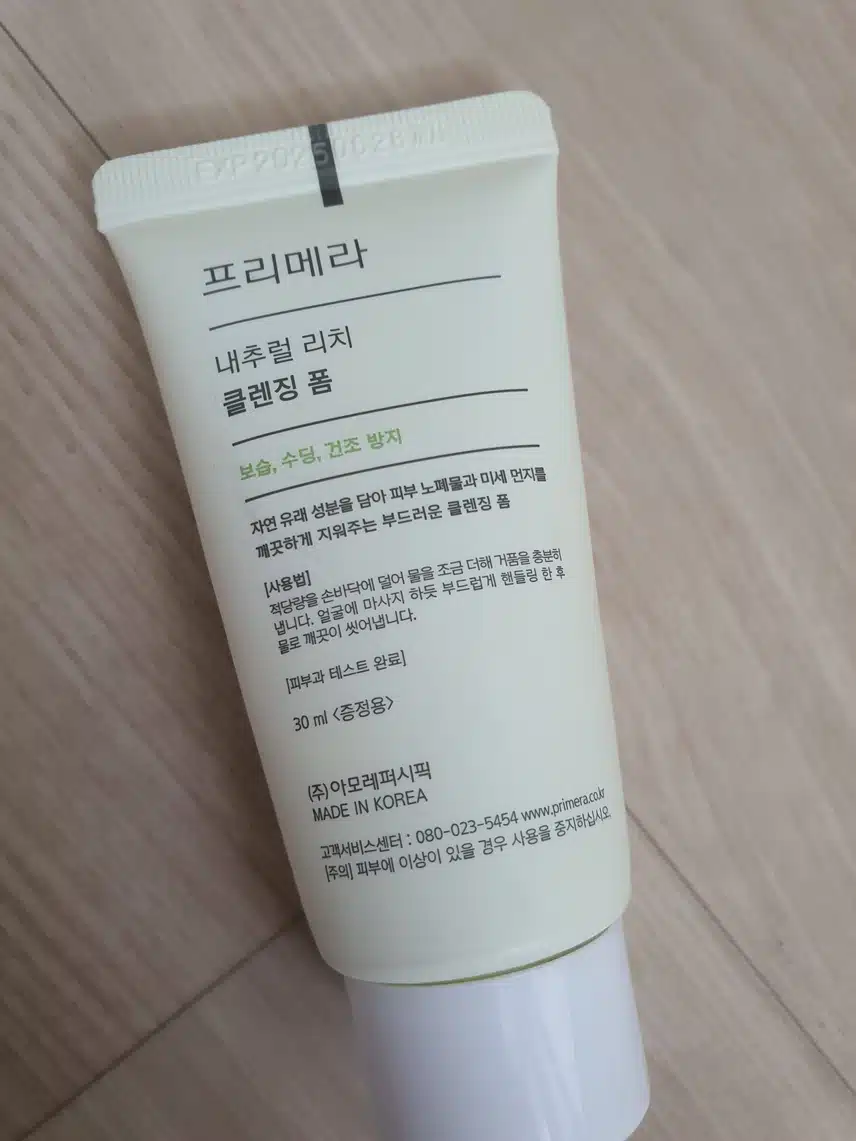 프리메라
내추럴 리치
클렌징 폼
보습, 수딩, 건조 방지
자연 유래 성분을 담아 피부 노폐물과 미세 먼지를
깨끗하게 지워주는 부드러운 클렌징 폼
[사용법]
적당량을 손바닥에 덜어 물을 조금 더해 거품을 충분히
냅니다. 얼굴에 마사지 하듯 부드럽게 핸들링 한 후
물로 깨끗이 씻어냅니다.
[피부과 테스트 완료]
30 ml <증정용>
(주)아모레퍼시픽
MADE IN KOREA
고객서비스센터 : 080-023-5454 www.primera.co.kr
[주의] 피부에 이상이 있을 경우 사용을 중지하십시오.